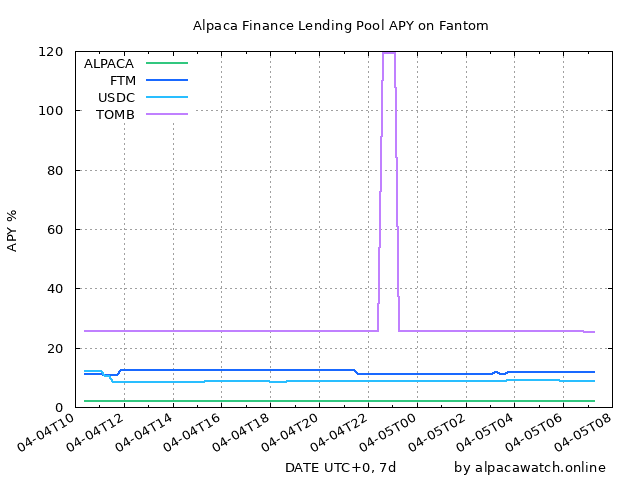 Alpaca Finance Lending Pool APY on Fantom
120
100
80
60
40
20
0
APY %
ALPACA
FTM
USDC
TOMB
04-04T10
04-04T12
04-04T14
04-04T16
04-04T18
04-04T20
04-04T22
04-05T00
04-05T02
04-05T04
04-05T06
04-05T08
DATE UTC+0, 7d
by alpacawatch.online